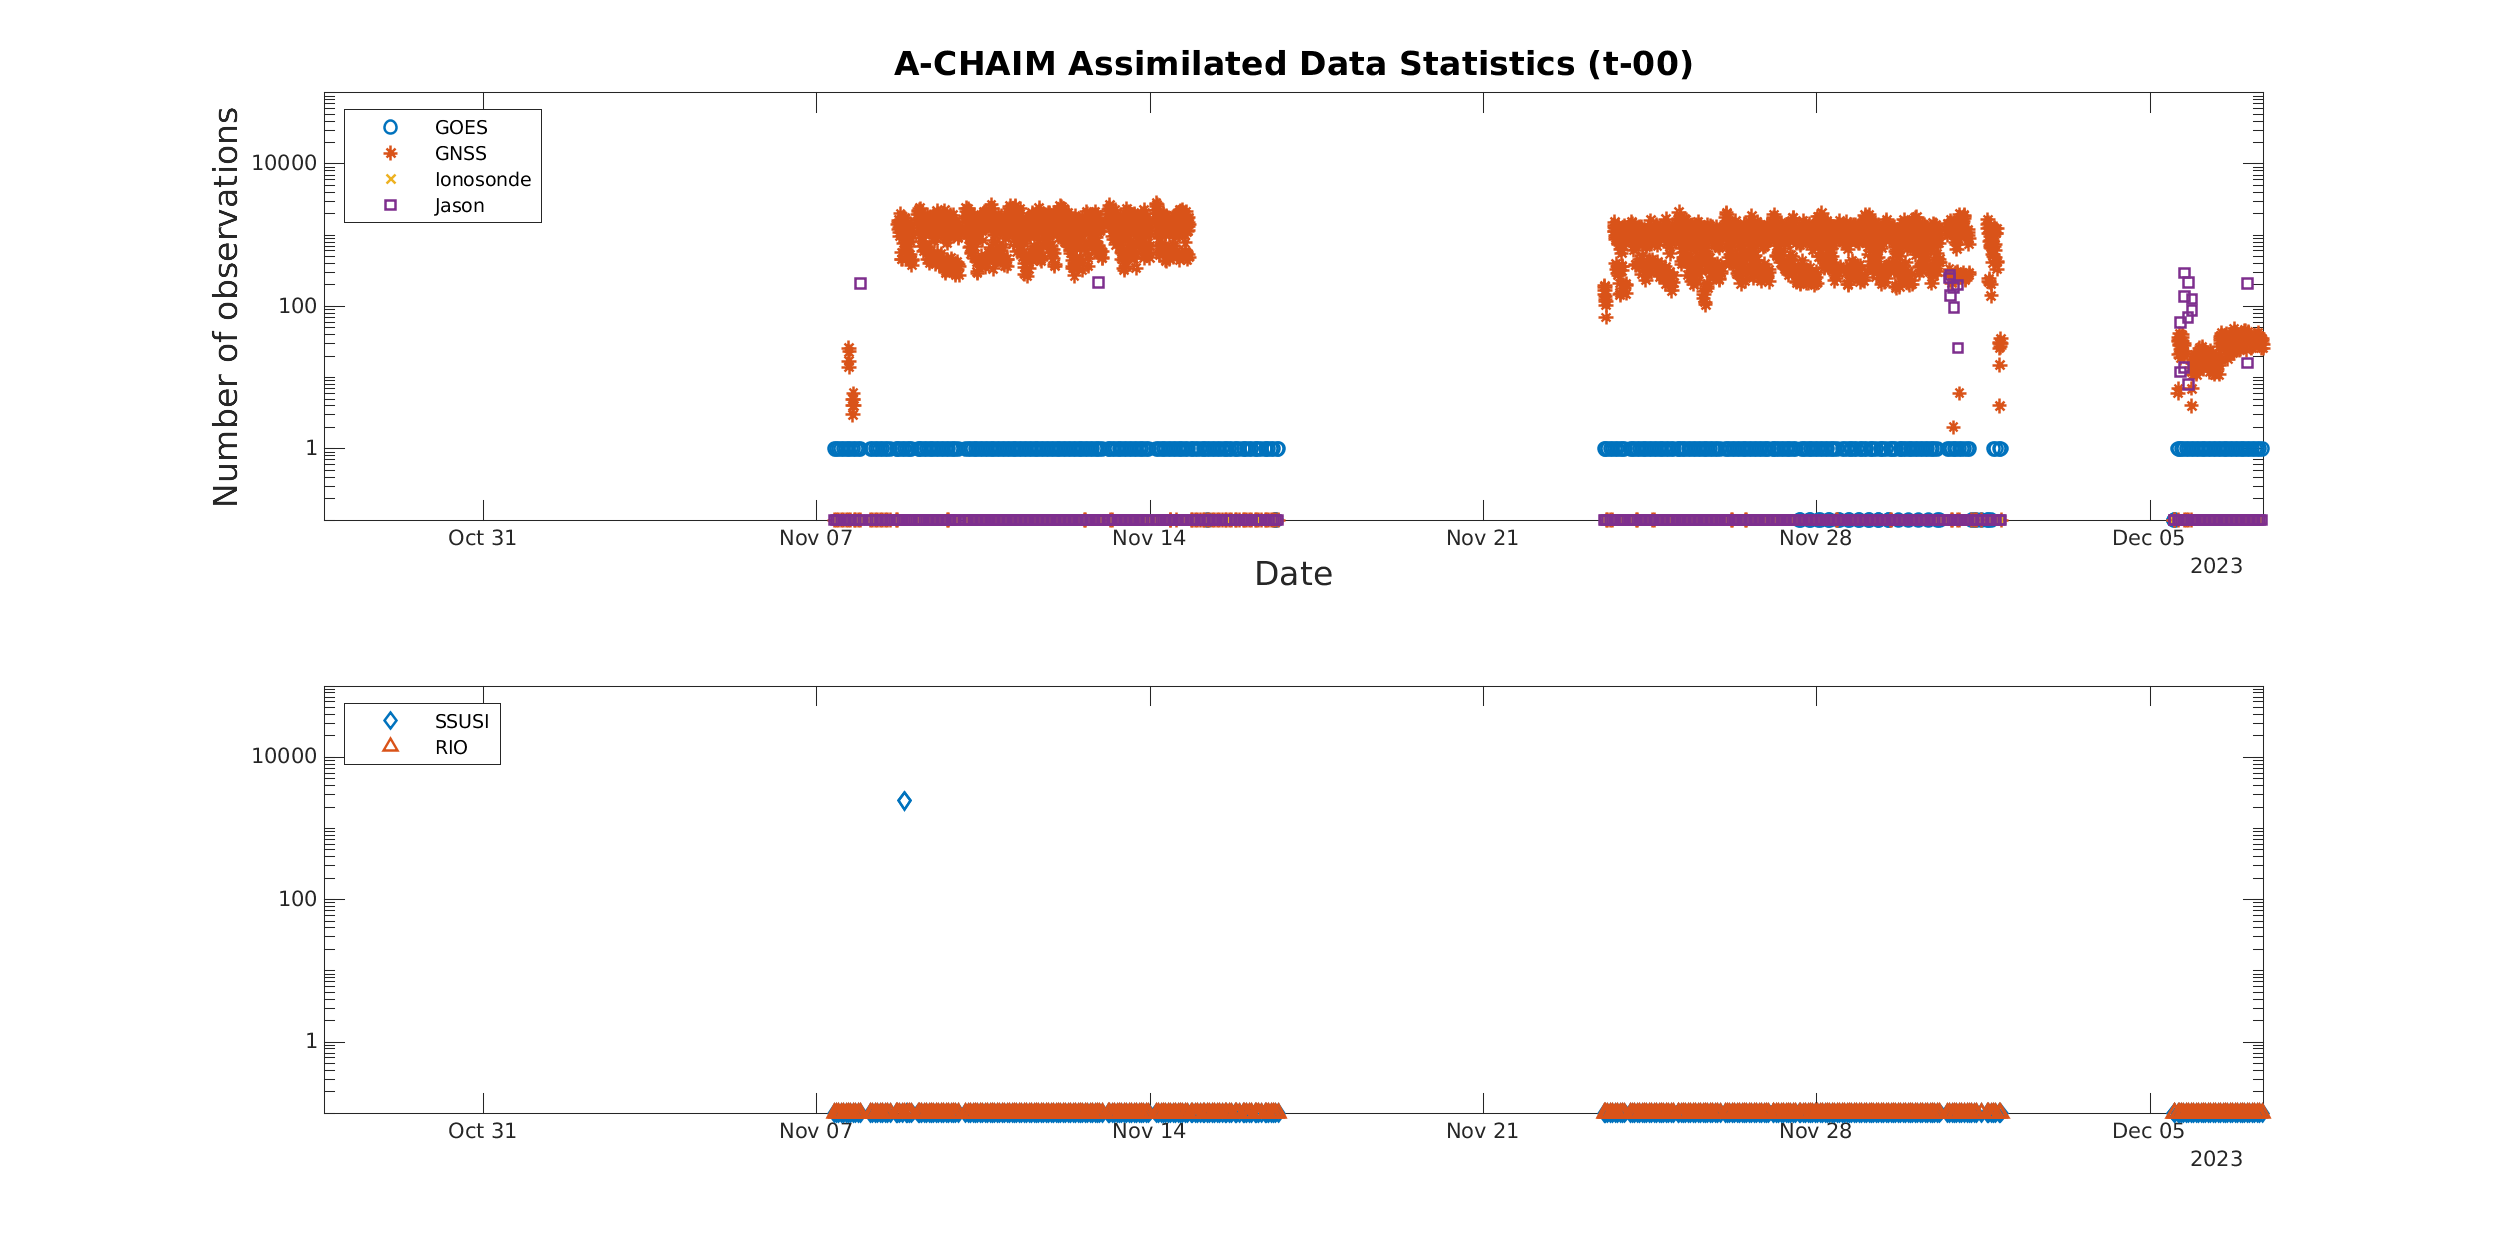 A-CHAIM Assimilated Data Statistics (t-00)
Number of observations
GOES
GNSS
Ionosonde
Jason
10000
100
1
Oct 31 Nov 07 Nov 14 Nov 21 Nov 28 Dec 05
2023
Date
SSUSI
RIO
10000
100
1
Oct 31 Nov 07 Nov 14 Nov 21 Nov 28 Dec 05
2023